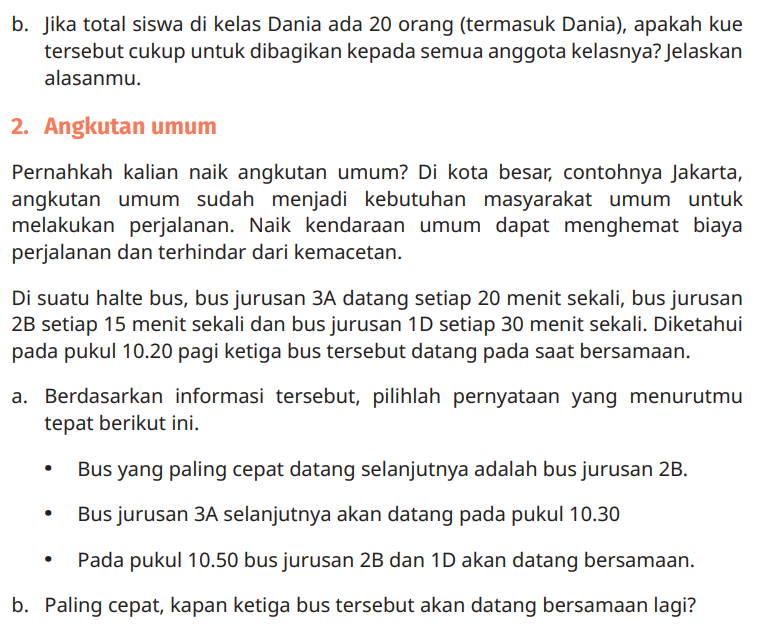 b. Jika total siswa di kelas Dania ada 20 orang (termasuk Dania), apakah kue
tersebut cukup untuk dibagikan kepada semua anggota kelasnya? Jelaskan
alasanmu.
2. Angkutan umum
Pernahkah kalian naik angkutan umum? Di kota besar, contohnya Jakarta,
angkutan umum sudah menjadi kebutuhan masyarakat umum untuk
melakukan perjalanan. Naik kendaraan umum dapat menghemat biaya
perjalanan dan terhindar dari kemacetan.
Di suatu halte bus, bus jurusan 3A datang setiap 20 menit sekali, bus jurusan
2B setiap 15 menit sekali dan bus jurusan 1D setiap 30 menit sekali. Diketahui
pada pukul 10.20 pagi ketiga bus tersebut datang pada saat bersamaan.
a. Berdasarkan informasi tersebut, pilihlah pernyataan yang menurutmu
tepat berikut ini.
• Bus yang paling cepat datang selanjutnya adalah bus jurusan 2B.
• Bus jurusan 3A selanjutnya akan datang pada pukul 10.30
• Pada pukul 10.50 bus jurusan 2B dan 1D akan datang bersamaan.
b. Paling cepat, kapan ketiga bus tersebut akan datang bersamaan lagi?